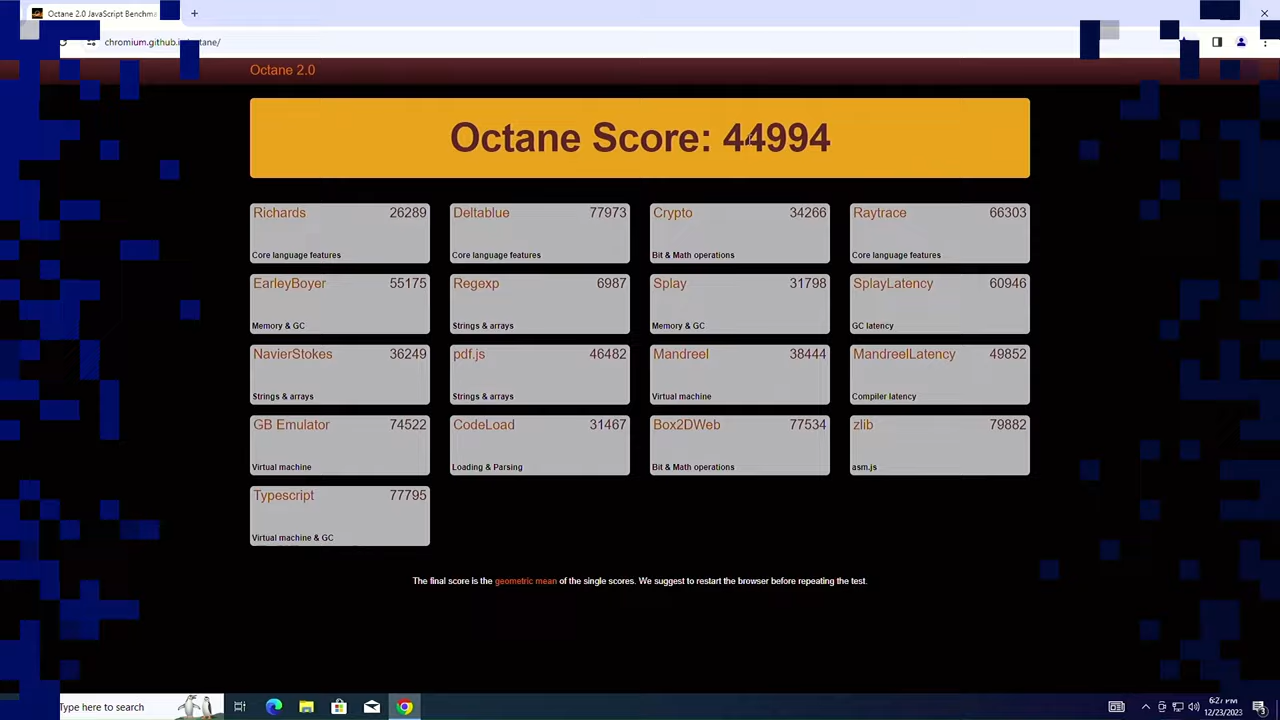 Octane 2.0 JavaScript Benchma
chromium.github.i
tane/
Octane 2.0
Octane Score: 44994
Richards 26289
Core language features
Deltablue 77973
Core language features
Crypto 34266
Bit & Math operations
Raytrace 66303
Core language features
EarleyBoyer 55175
Memory & GC
Regexp 6987
Strings & arrays
Splay 31798
Memory & GC
SplayLatency 60946
GC latency
NavierStokes 36249
Strings & arrays
pdf.js 46482
Strings & arrays
Mandreel 38444
Virtual machine
MandreelLatency 49852
Compiler latency
GB Emulator 74522
Virtual machine
CodeLoad 31467
Loading & Parsing
Box2DWeb 77534
Bit & Math operations
zlib 79882
asm.js
Typescript 77795
Virtual machine & GC
The final score is the geometric mean of the single scores. We suggest to restart the browser before repeating the test.
Type here to search
6:27 PM
12/23/2023